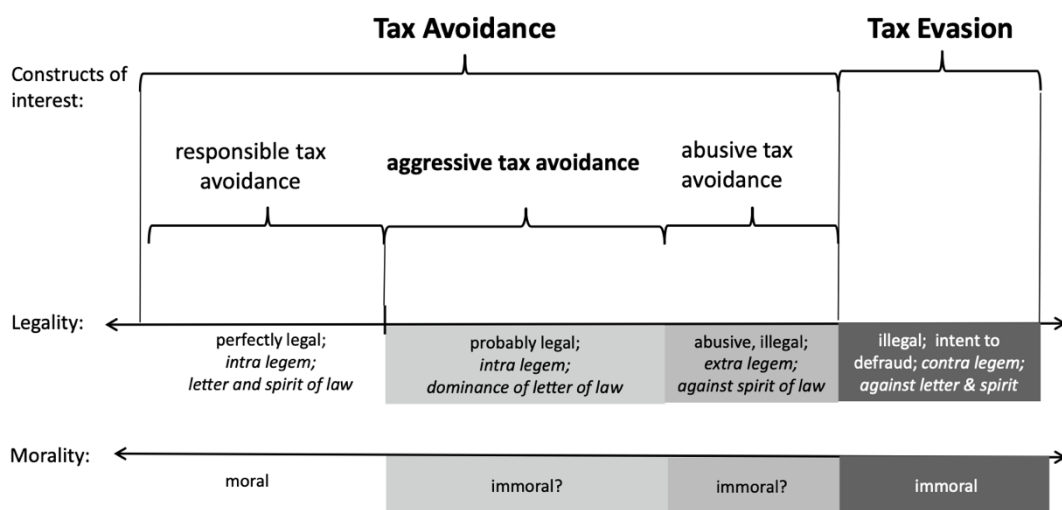 Tax Avoidance
Tax Evasion
Constructs of
interest:
responsible tax
avoidance
aggressive tax avoidance
abusive tax
avoidance
Legality:
perfectly legal;
intra legem;
letter and spirit of law
probably legal;
intra legem;
dominance of letter of law
abusive, illegal;
extra legem;
against spirit of law
illegal; intent to
defraud; contra legem;
against letter & spirit
Morality:
moral
immoral?
immoral?
immoral